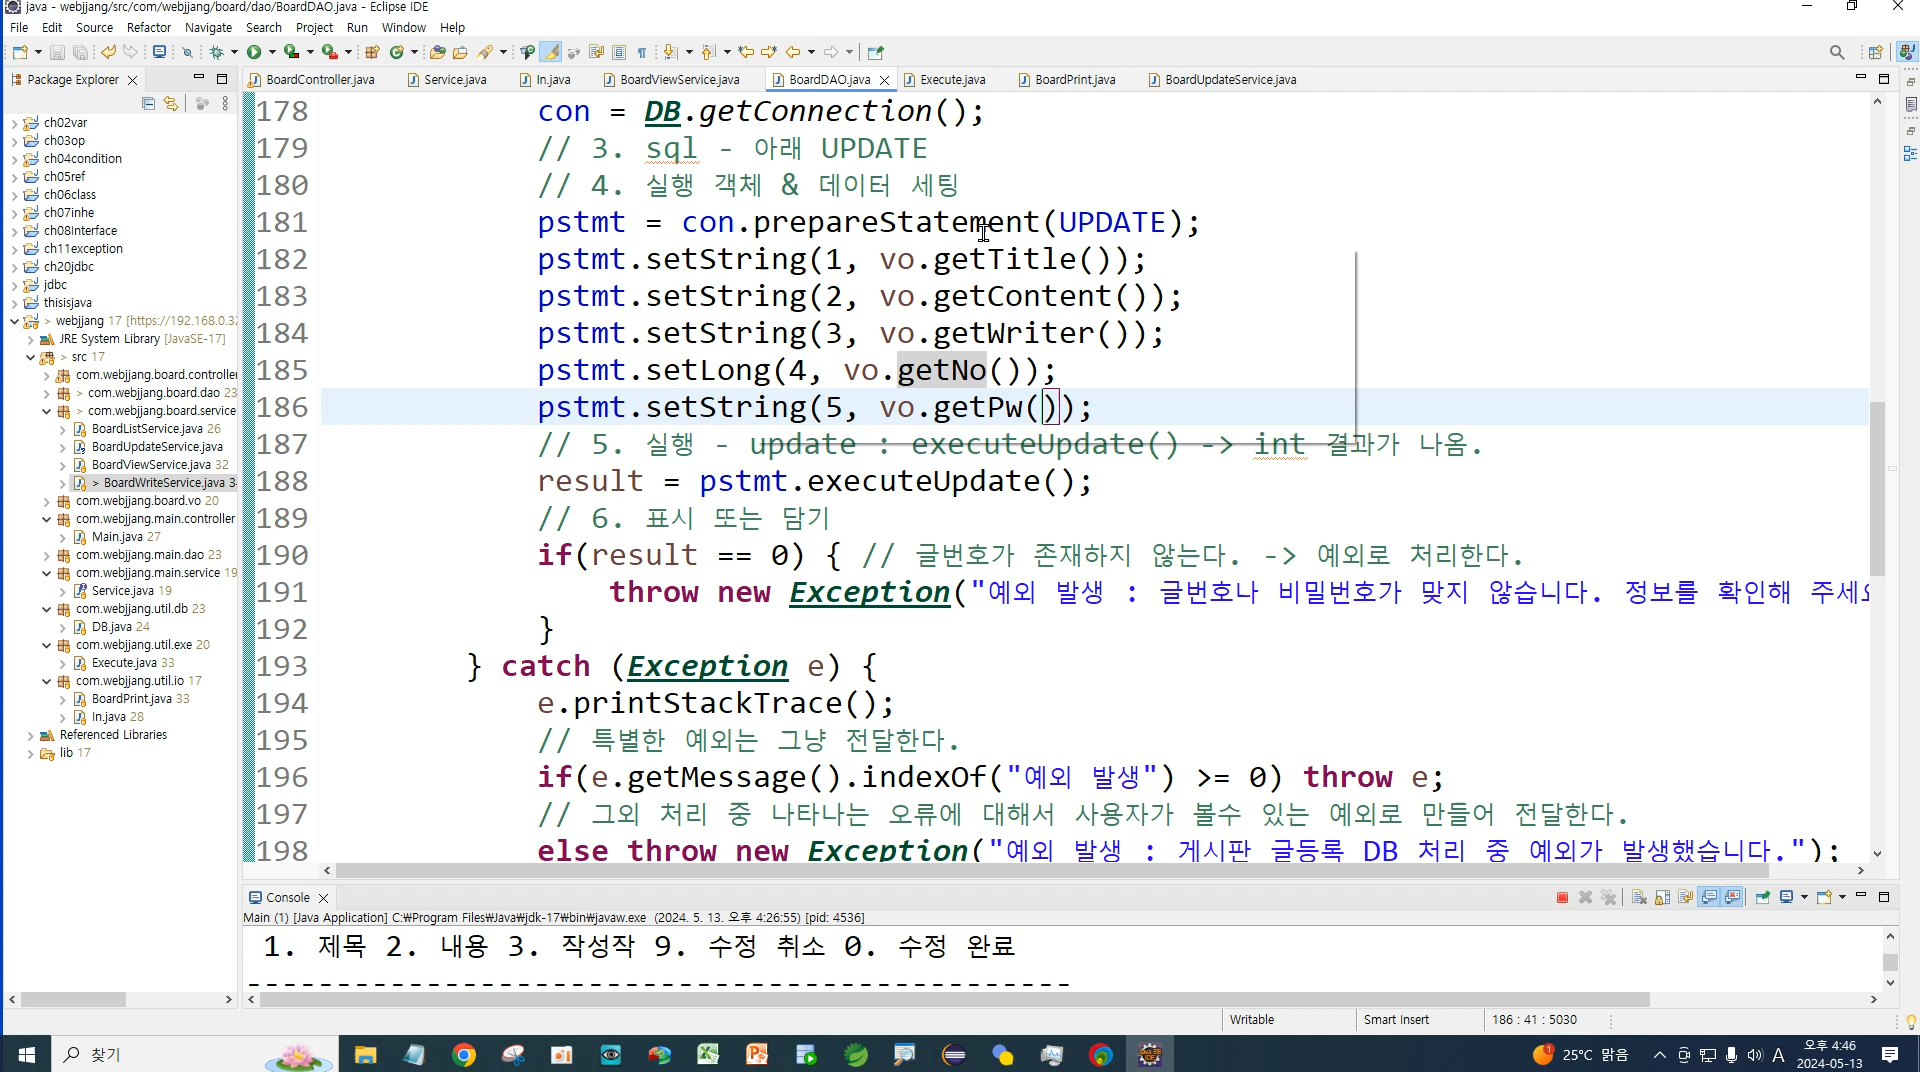 java - webjjang/src/com/webjjang/board/dao/BoardDAO.java - Eclipse IDE
File Edit Source Refactor Navigate Search Project Run Window Help
Package Explorer
BoardController.java Service.java In.java BoardViewService.java BoardDAO.java Execute.java BoardPrint.java BoardUpdateService.java
ch02var
ch03op
ch04condition
ch05ref
ch06class
ch07inhe
ch08Interface
ch11exception
ch20jdbc
jdbc
thisisjava
> webjjang 17 [https://192.168.0.3
JRE System Library [JavaSE-17]
> src 17
com.webjjang.board.controller
> com.webjjang.board.dao 23
> com.webjjang.board.service
BoardListService.java 26
BoardUpdateService.java
BoardViewService.java 32
> BoardWriteService.java 3
com.webjjang.board.vo 20
com.webjjang.main.controller
Main.java 27
com.webjjang.main.dao 23
com.webjjang.main.service 19
Service.java 19
com.webjjang.util.db 23
DB.java 24
com.webjjang.util.exe 20
Execute.java 33
com.webjjang.util.io 17
BoardPrint.java 33
In.java 28
Referenced Libraries
lib 17
178 con = DB.getConnection();
179 // 3. sql - 아래 UPDATE
180 // 4. 실행 객체 & 데이터 세팅
181 pstmt = con.prepareStatement(UPDATE);
182 pstmt.setString(1, vo.getTitle());
183 pstmt.setString(2, vo.getContent());
184 pstmt.setString(3, vo.getWriter());
185 pstmt.setLong(4, vo.getNo());
186 pstmt.setString(5, vo.getPw());
187 // 5. 실행 - update : executeUpdate() -> int 결과가 나옴.
188 result = pstmt.executeUpdate();
189 // 6. 표시 또는 담기
190 if(result == 0) { // 글번호가 존재하지 않는다. -> 예외로 처리한다.
191 throw new Exception("예외 발생 : 글번호나 비밀번호가 맞지 않습니다. 정보를 확인해 주세요
192 }
193 } catch (Exception e) {
194 e.printStackTrace();
195 // 특별한 예외는 그냥 전달한다.
196 if(e.getMessage().indexOf("예외 발생") >= 0) throw e;
197 // 그외 처리 중 나타나는 오류에 대해서 사용자가 볼수 있는 예외로 만들어 전달한다.
198 else throw new Exception("예외 발생 : 게시판 글등록 DB 처리 중 예외가 발생했습니다.");
Console
Main (1) [Java Application] C:₩Program Files₩Java₩jdk-17₩bin₩javaw.exe (2024. 5. 13. 오후 4:26:55) [pid: 4536]
1. 제목 2. 내용 3. 작성작 9. 수정 취소 0. 수정 완료
----------------------------------------------
Writable Smart Insert 186 : 41 : 5030
찾기
25°C 맑음 A 오후 4:46
2024-05-13